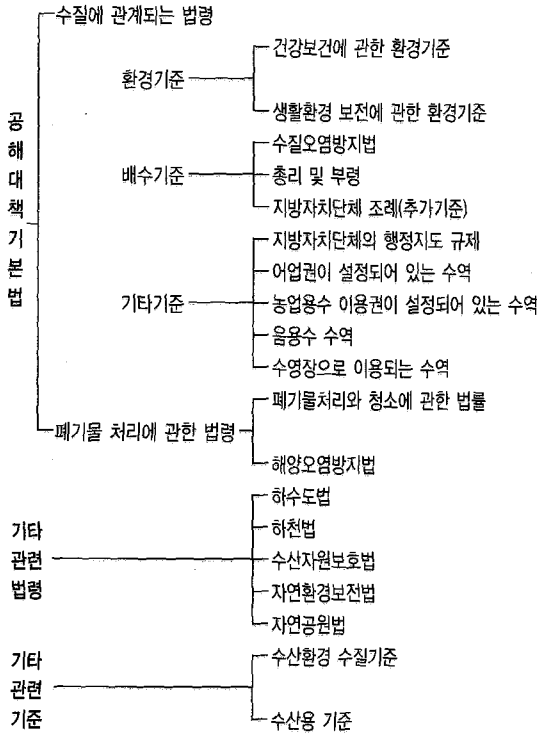 수질에 관계되는 법령
건강보건에 관한 환경기준
환경기준
생활환경 보전에 관한 환경기준
공해대책기본법
수질오염방지법
배수기준
총리 및 부령
지방자치단체 조례(추가기준)
지방자치단체의 행정지도 규제
어업권이 설정되어 있는 수역
기타기준
농업용수 이용권이 설정되어 있는 수역
음용수 수역
수영장으로 이용되는 수역
폐기물처리와 청소에 관한 법률
폐기물 처리에 관한 법령
해양오염방지법
하수도법
기타
하천법
관련
수산자원보호법
법령
자연환경보전법
자연공원법
기타
수산환경 수질기준
관련
기준
수산용 기준